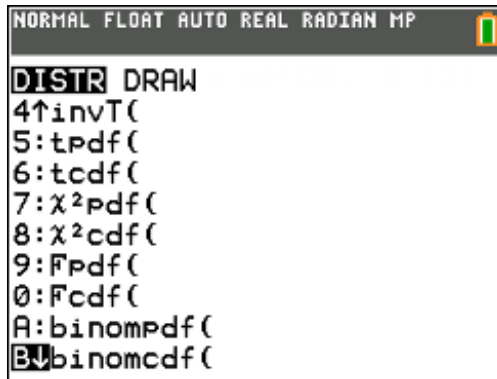 NORMAL FLOAT AUTO REAL RADIAN MP
DISTR DRAW
4↑invT(
5:tpdf(
6:tcdf(
7:χ²pdf(
8:χ²cdf(
9:Fpdf(
0:Fcdf(
A:binompdf(
B↓binomcdf(